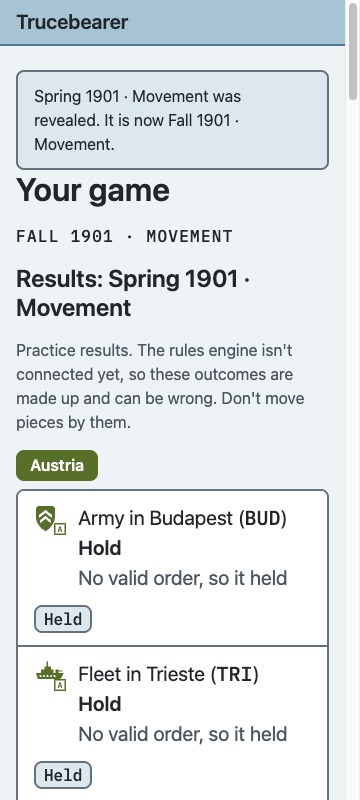 Trucebearer
Spring 1901 · Movement was
revealed. It is now Fall 1901 ·
Movement.
Your game
FALL 1901 · MOVEMENT
Results: Spring 1901 ·
Movement
Practice results. The rules engine isn't
connected yet, so these outcomes are
made up and can be wrong. Don't move
pieces by them.
Austria
A
Army in Budapest (BUD)
Hold
No valid order, so it held
Held
A
Fleet in Trieste (TRI)
Hold
No valid order, so it held
Held